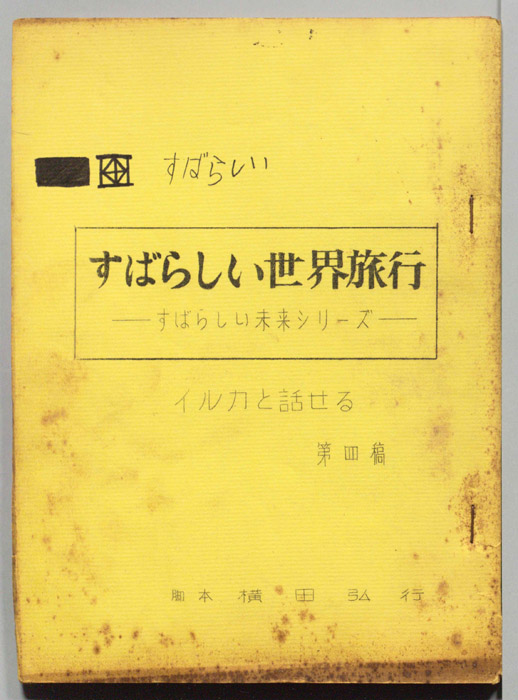 すばらしい
すばらしい世界旅行
―すばらしい未来シリーズ―
イルカと話せる
第四稿
脚本 横田弘行